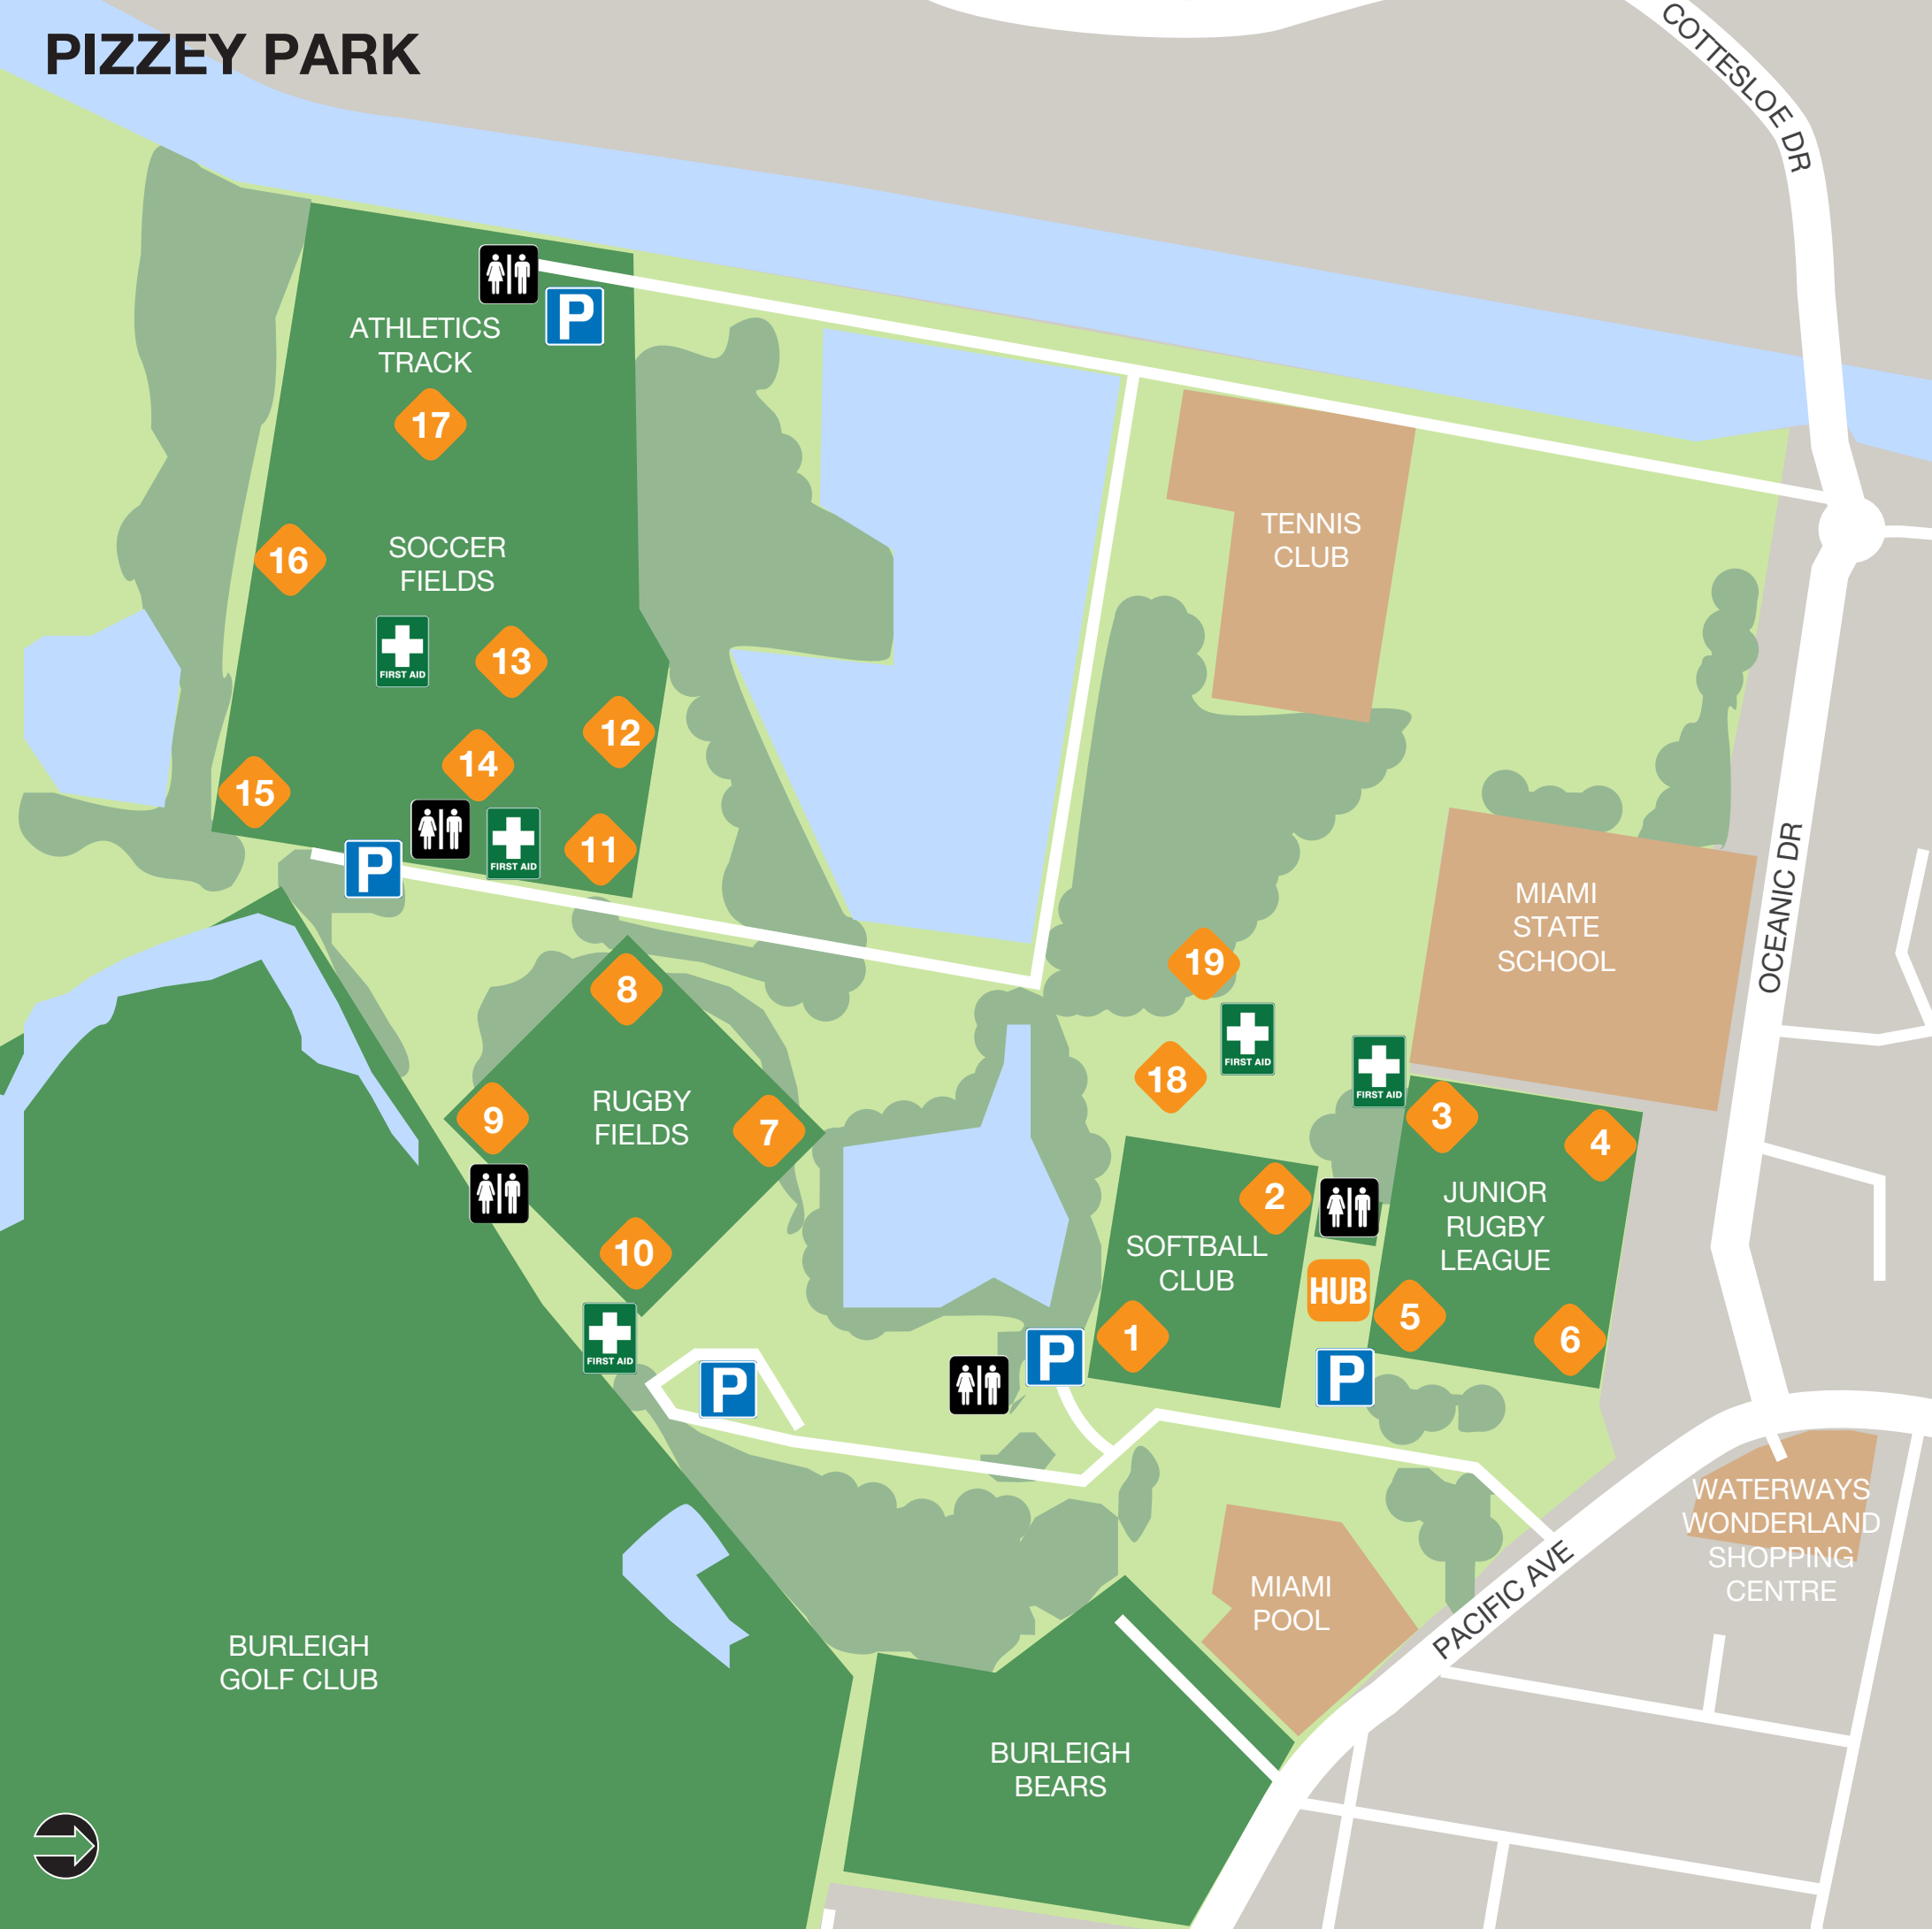 PIZZEY PARK
COTTESLOE DR
P
ATHLETICS
TRACK
17
TENNIS
CLUB
16
SOCCER
FIELDS
FIRST AID
13
12
14
15
11
FIRST AID
P
MIAMI
STATE
SCHOOL
OCEANIC DR
19
8
FIRST AID
18
FIRST AID
9
RUGBY
FIELDS
7
3
4
10
2
JUNIOR
RUGBY
LEAGUE
SOFTBALL
CLUB
HUB
1
5
6
FIRST AID
P
P
P
WATERWAYS
WONDERLAND
SHOPPING
CENTRE
PACIFIC AVE
MIAMI
POOL
BURLEIGH
GOLF CLUB
BURLEIGH
BEARS